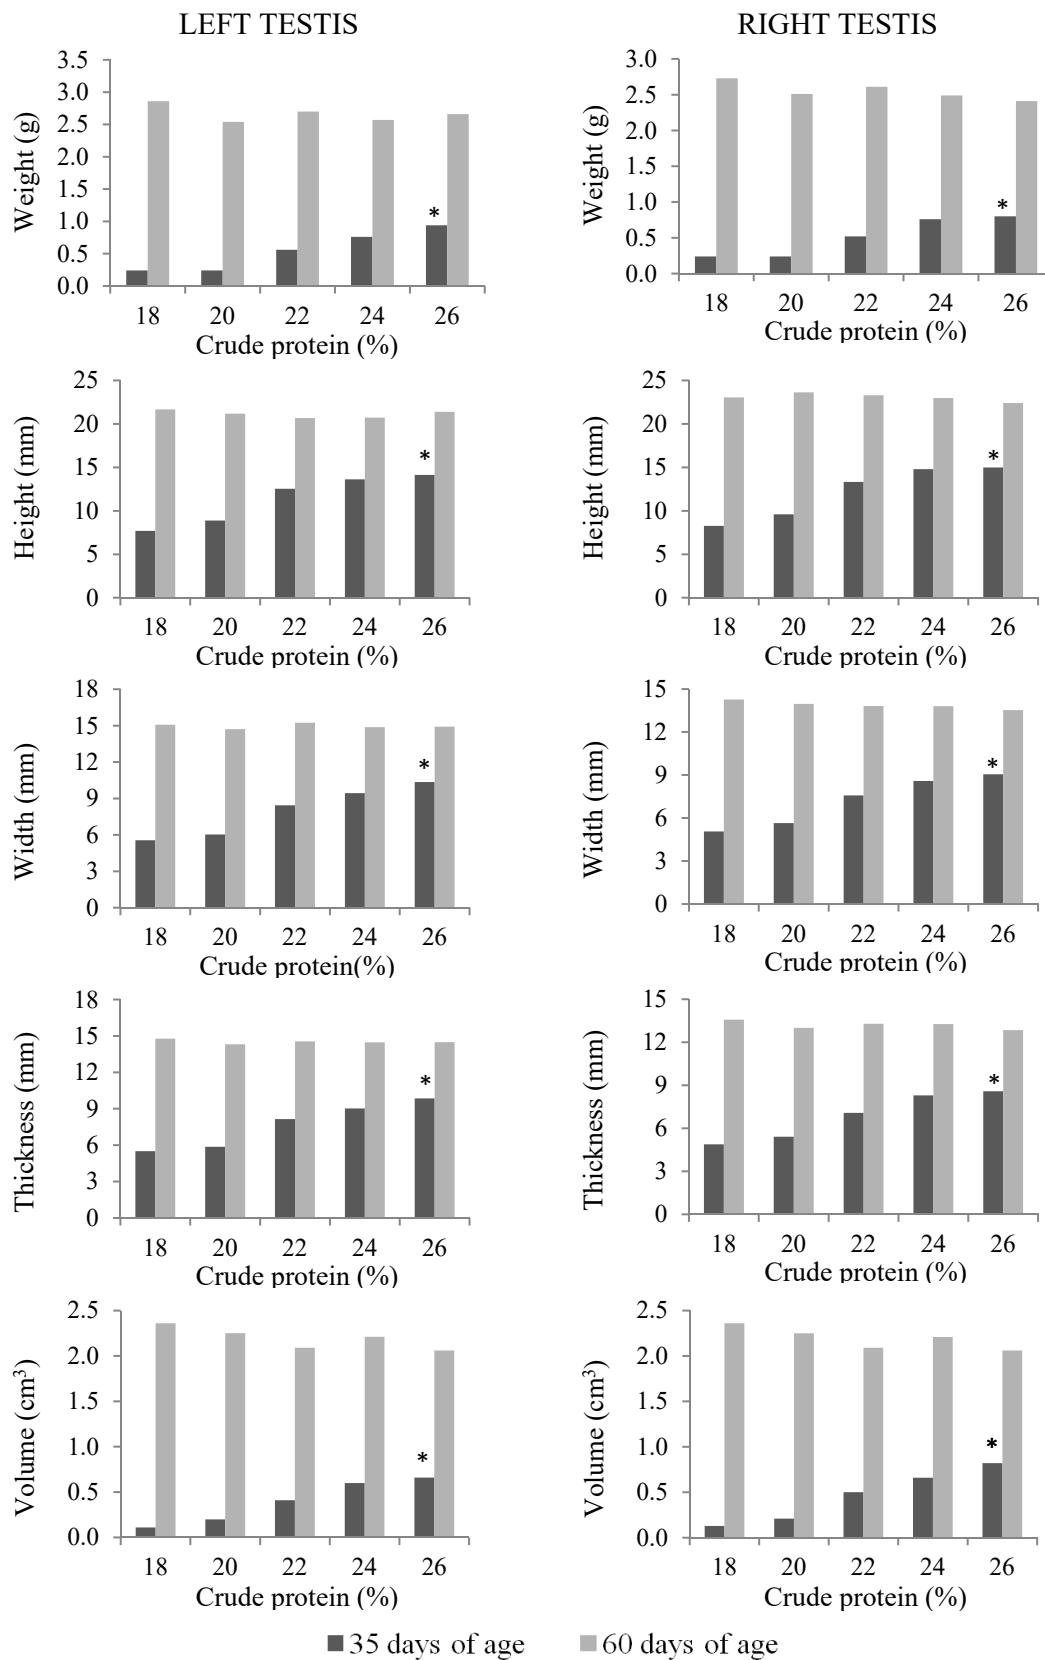 LEFT TESTIS
RIGHT TESTIS
Weight (g)
3.5
3.0
2.5
2.0
1.5
1.0
0.5
0.0
*
18 20 22 24 26
Crude protein (%)
Weight (g)
3.0
2.5
2.0
1.5
1.0
0.5
0.0
*
18 20 22 24 26
Crude protein (%)
Height (mm)
25
20
15
10
5
0
*
18 20 22 24 26
Crude protein (%)
Height (mm)
25
20
15
10
5
0
*
18 20 22 24 26
Crude protein (%)
Width (mm)
18
15
12
9
6
3
0
*
18 20 22 24 26
Crude protein(%)
Width (mm)
15
12
9
6
3
0
*
18 20 22 24 26
Crude protein (%)
Thickness (mm)
18
15
12
9
6
3
0
*
18 20 22 24 26
Crude protein (%)
Thickness (mm)
15
12
9
6
3
0
*
18 20 22 24 26
Crude protein (%)
Volume (cm³)
2.5
2.0
1.5
1.0
0.5
0.0
*
18 20 22 24 26
Crude protein (%)
Volume (cm³)
2.5
2.0
1.5
1.0
0.5
0.0
*
18 20 22 24 26
Crude protein (%)
35 days of age 60 days of age